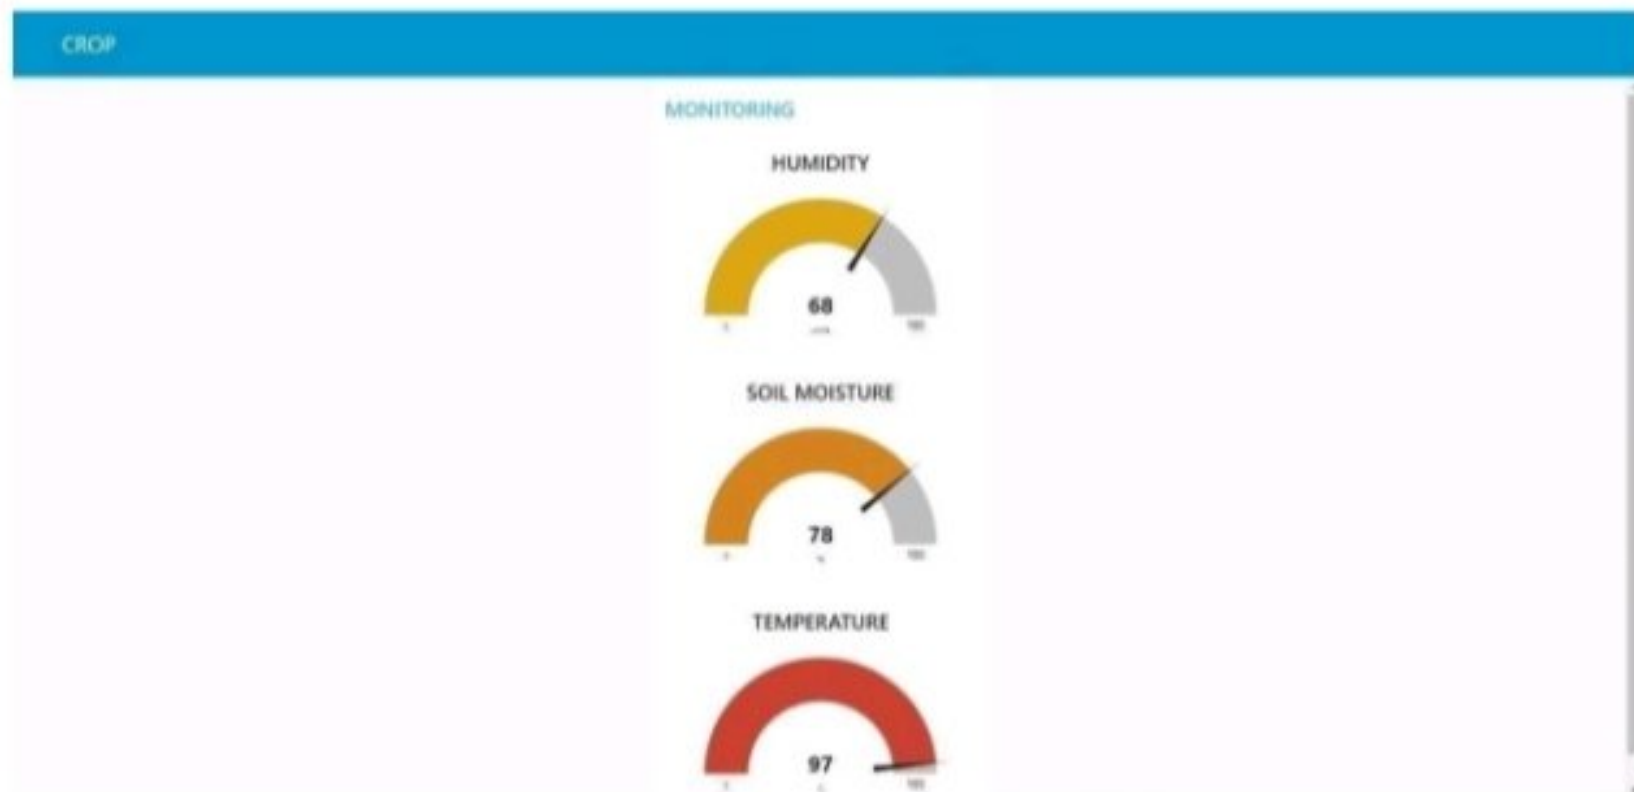 CROP
MONITORING
HUMIDITY
68
SOIL MOISTURE
78
TEMPERATURE
97